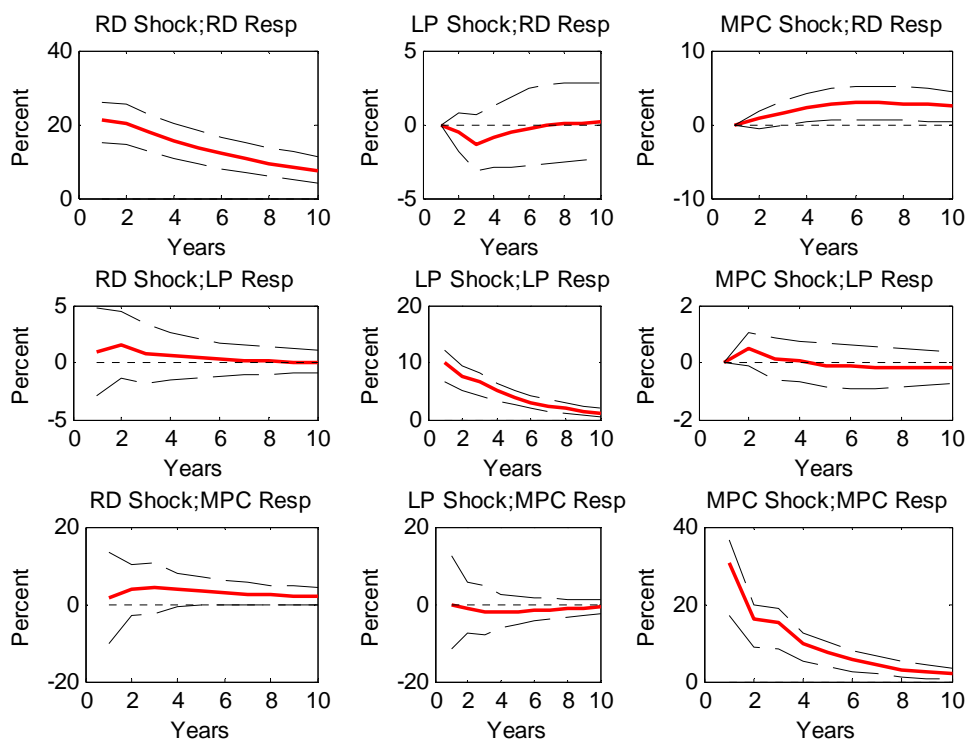 RD Shock;RD Resp
LP Shock;RD Resp
MPC Shock;RD Resp
40
20
0
5
0
-5
10
0
-10
Percent
Percent
Percent
0 2 4 6 8 10
0 2 4 6 8 10
0 2 4 6 8 10
Years
Years
Years
RD Shock;LP Resp
LP Shock;LP Resp
MPC Shock;LP Resp
5
0
-5
20
10
0
2
0
-2
Percent
Percent
Percent
0 2 4 6 8 10
0 2 4 6 8 10
0 2 4 6 8 10
Years
Years
Years
RD Shock;MPC Resp
LP Shock;MPC Resp
MPC Shock;MPC Resp
20
0
-20
20
0
-20
40
20
0
Percent
Percent
Percent
0 2 4 6 8 10
0 2 4 6 8 10
0 2 4 6 8 10
Years
Years
Years